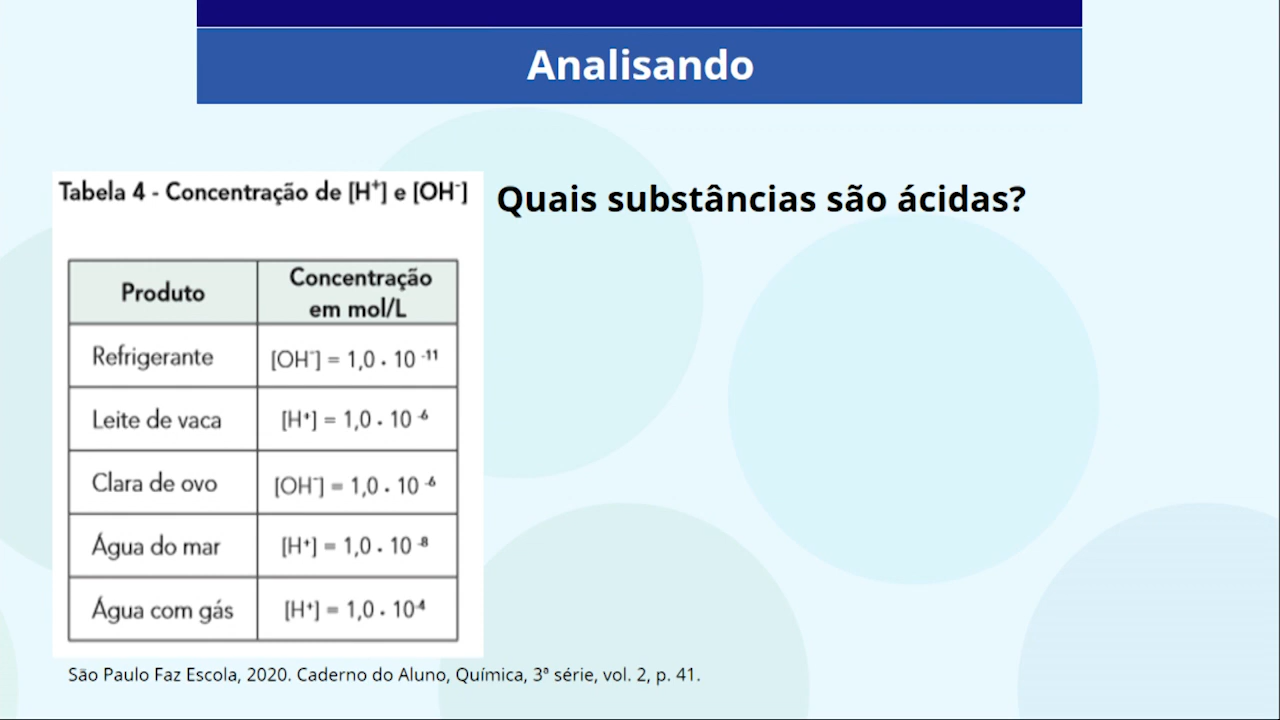 Analisando
Tabela 4 - Concentração de [H⁺] e [OH⁻]
Quais substâncias são ácidas?
Produto
Concentração
em mol/L
Refrigerante
[OH⁻] = 1,0 . 10 ⁻¹¹
Leite de vaca
[H⁺] = 1,0 . 10 ⁻⁶
Clara de ovo
[OH⁻] = 1,0 . 10 ⁻⁶
Água do mar
[H⁺] = 1,0 . 10 ⁻⁸
Água com gás
[H⁺] = 1,0 . 10⁻⁴
São Paulo Faz Escola, 2020. Caderno do Aluno, Química, 3ª série, vol. 2, p. 41.